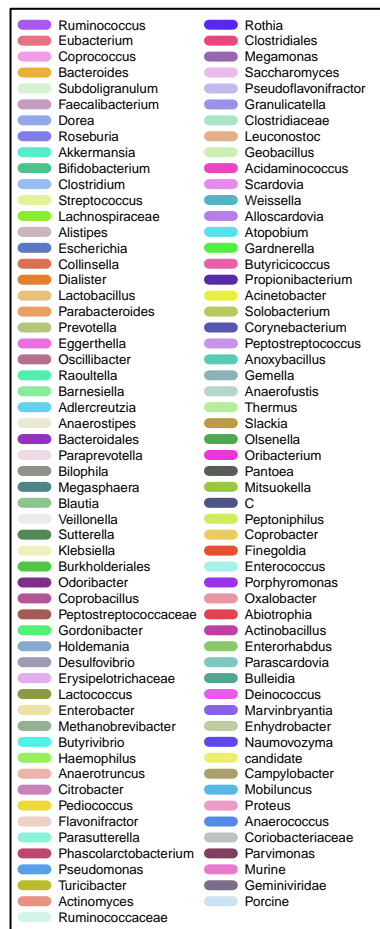 Ruminococcus
Eubacterium
Coprococcus
Bacteroides
Subdoligranulum
Faecalibacterium
Dorea
Roseburia
Akkermansia
Bifidobacterium
Clostridium
Streptococcus
Lachnospiraceae
Alistipes
Escherichia
Collinsella
Dialister
Lactobacillus
Parabacteroides
Prevotella
Eggerthella
Oscillibacter
Raoultella
Barnesiella
Adlercreutzia
Anaerostipes
Bacteroidales
Paraprevotella
Bilophila
Megasphaera
Blautia
Veillonella
Sutterella
Klebsiella
Burkholderiales
Odoribacter
Coprobacillus
Peptostreptococcaceae
Gordonibacter
Holdemania
Desulfovibrio
Erysipelotrichaceae
Lactococcus
Enterobacter
Methanobrevibacter
Butyrivibrio
Haemophilus
Anaerotruncus
Citrobacter
Pediococcus
Flavonifractor
Parasutterella
Phascolarctobacterium
Pseudomonas
Turicibacter
Actinomyces
Ruminococcaceae
Rothia
Clostridiales
Megamonas
Saccharomyces
Pseudoflavonifractor
Granulicatella
Clostridiaceae
Leuconostoc
Geobacillus
Acidaminococcus
Scardovia
Weissella
Alloscardovia
Atopobium
Gardnerella
Butyricicoccus
Propionibacterium
Acinetobacter
Solobacterium
Corynebacterium
Peptostreptococcus
Anoxybacillus
Gemella
Anaerofustis
Thermus
Slackia
Olsenella
Oribacterium
Pantoea
Mitsuokella
C
Peptoniphilus
Coprobacter
Finegoldia
Enterococcus
Porphyromonas
Oxalobacter
Abiotrophia
Actinobacillus
Enterorhabdus
Parascardovia
Bulleidia
Deinococcus
Marvinbryantia
Enhydrobacter
Naumovozyma
candidate
Campylobacter
Mobiluncus
Proteus
Anaerococcus
Coriobacteriaceae
Parvimonas
Murine
Geminiviridae
Porcine